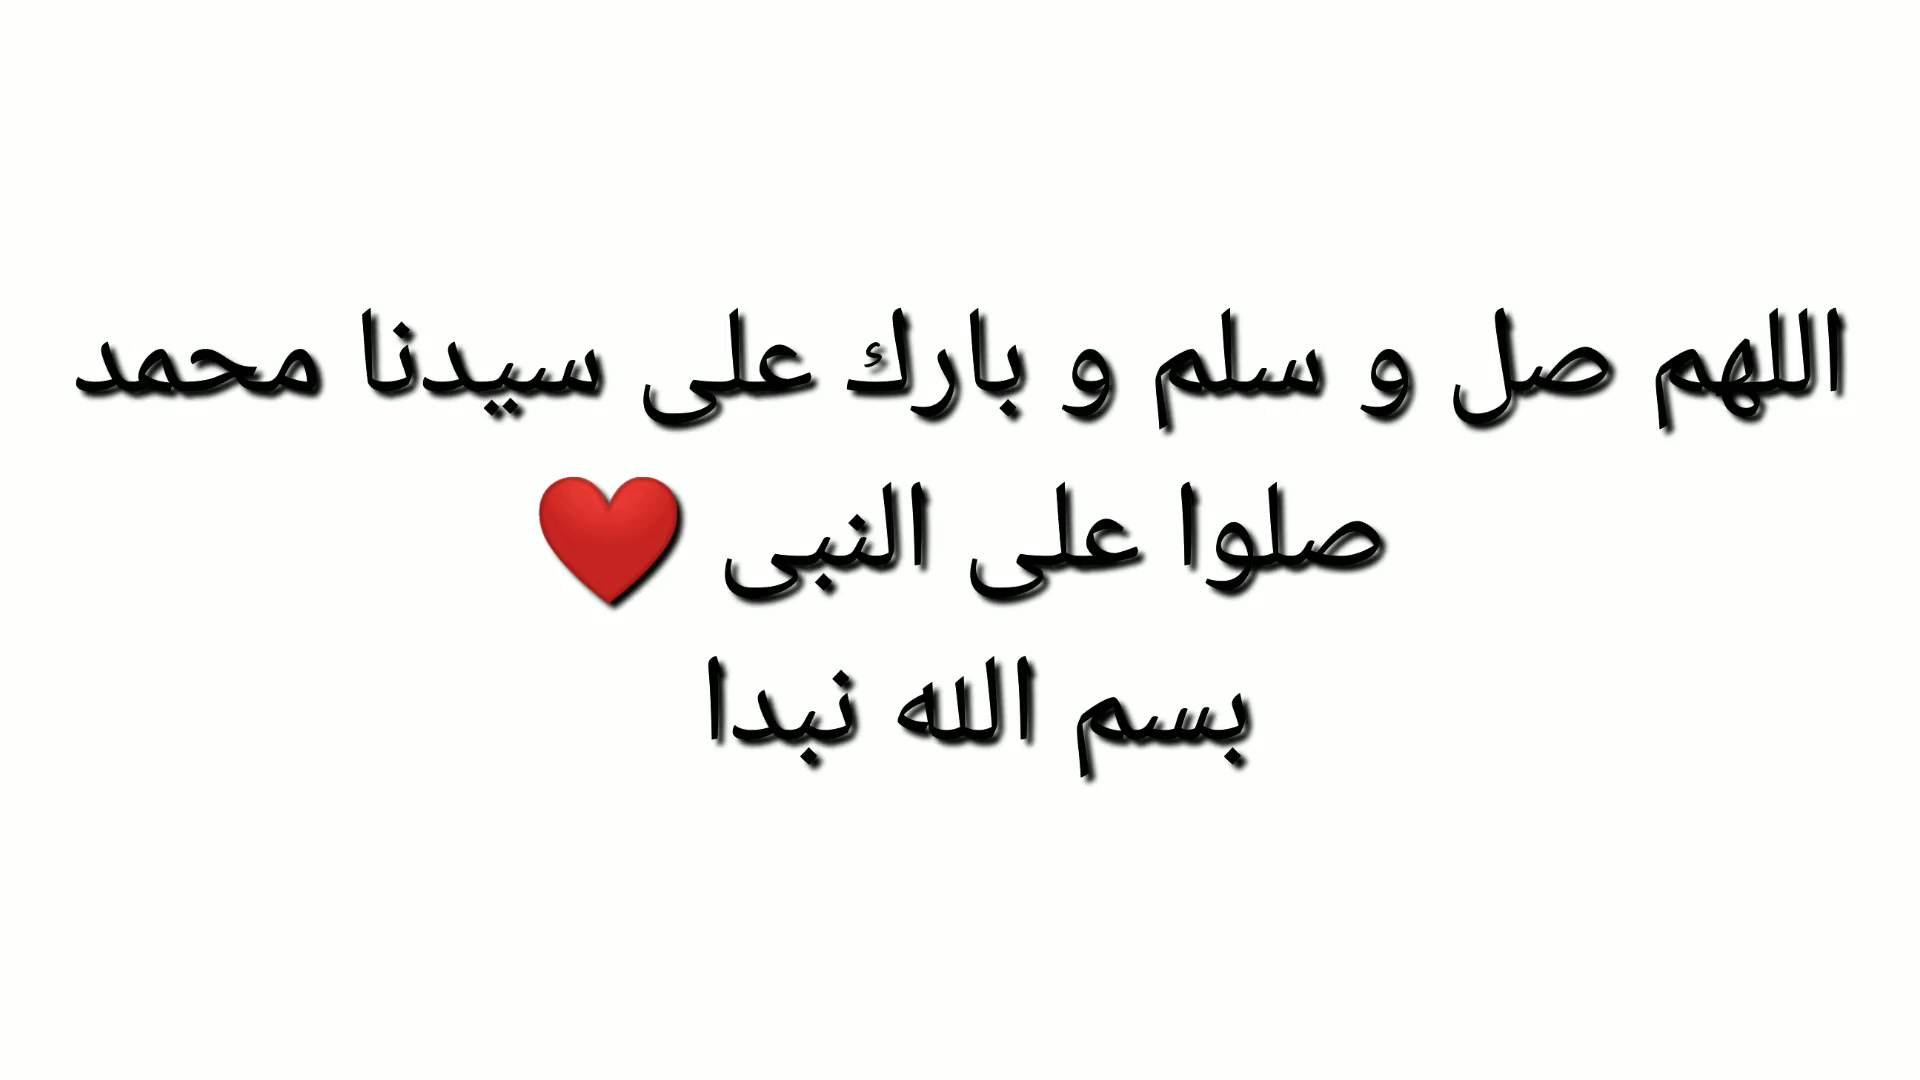 اللهم صل و سلم و بارك على سيدنا محمد
صلوا على النبى ❤️
بسم الله نبدا